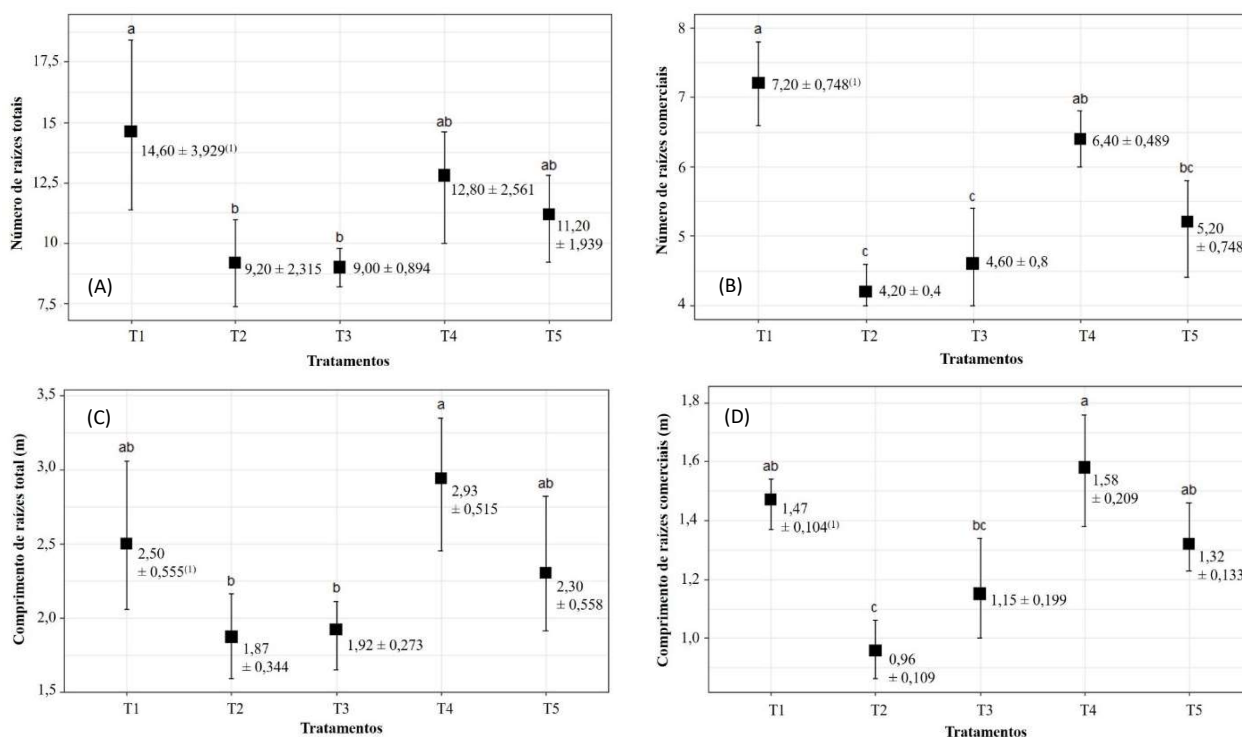 (A)
Número de raízes totais
17,5
15
12,5
10
7,5
a
14,60 ± 3,929(1)
b
9,20 ± 2,315
b
9,00 ± 0,894
ab
12,80 ± 2,561
ab
11,20
± 1,939
T1 T2 T3 T4 T5
Tratamentos
(B)
Número de raízes comerciais
8
7
6
5
4
a
7,20 ± 0,748(1)
c
4,20 ± 0,4
c
4,60 ± 0,8
ab
6,40 ± 0,489
bc
5,20
± 0,748
T1 T2 T3 T4 T5
Tratamentos
(C)
Comprimento de raízes total (m)
3,5
3,0
2,5
2,0
1,5
ab
2,50
± 0,555(1)
b
1,87
± 0,344
b
1,92 ± 0,273
a
2,93
± 0,515
ab
2,30
± 0,558
T1 T2 T3 T4 T5
Tratamentos
(D)
Comprimento de raízes comerciais (m)
1,8
1,6
1,4
1,2
1,0
ab
1,47
± 0,104(1)
c
0,96
± 0,109
bc
1,15 ± 0,199
a
1,58
± 0,209
ab
1,32
± 0,133
T1 T2 T3 T4 T5
Tratamentos